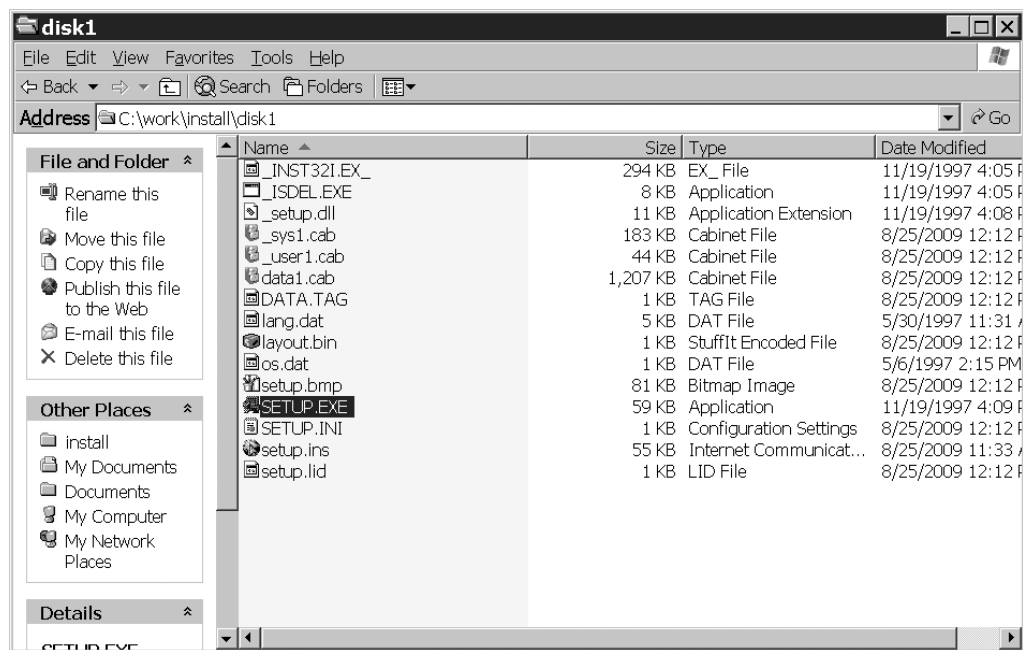 disk1
File Edit View Favorites Tools Help
Back Search Folders
Address C:\work\install\disk1 Go
File and Folder
Rename this
file
Move this file
Copy this file
Publish this file
to the Web
E-mail this file
Delete this file
Other Places
install
My Documents
Documents
My Computer
My Network
Places
Details
SETUP.EXE
Name Size Type Date Modified
_INST32I.EX_ 294 KB EX_ File 11/19/1997 4:05
_ISDEL.EXE 8 KB Application 11/19/1997 4:05
_setup.dll 11 KB Application Extension 11/19/1997 4:08
_sys1.cab 183 KB Cabinet File 8/25/2009 12:12
_user1.cab 44 KB Cabinet File 8/25/2009 12:12
data1.cab 1,207 KB Cabinet File 8/25/2009 12:12
DATA.TAG 1 KB TAG File 8/25/2009 12:12
lang.dat 5 KB DAT File 5/30/1997 11:31
layout.bin 1 KB StuffIt Encoded File 8/25/2009 12:12
os.dat 1 KB DAT File 5/6/1997 2:15 PM
setup.bmp 81 KB Bitmap Image 8/25/2009 12:12
SETUP.EXE 59 KB Application 11/19/1997 4:09
SETUP.INI 1 KB Configuration Settings 8/25/2009 12:12
setup.ins 55 KB Internet Communicat... 8/25/2009 11:33
setup.lid 1 KB LID File 8/25/2009 12:12